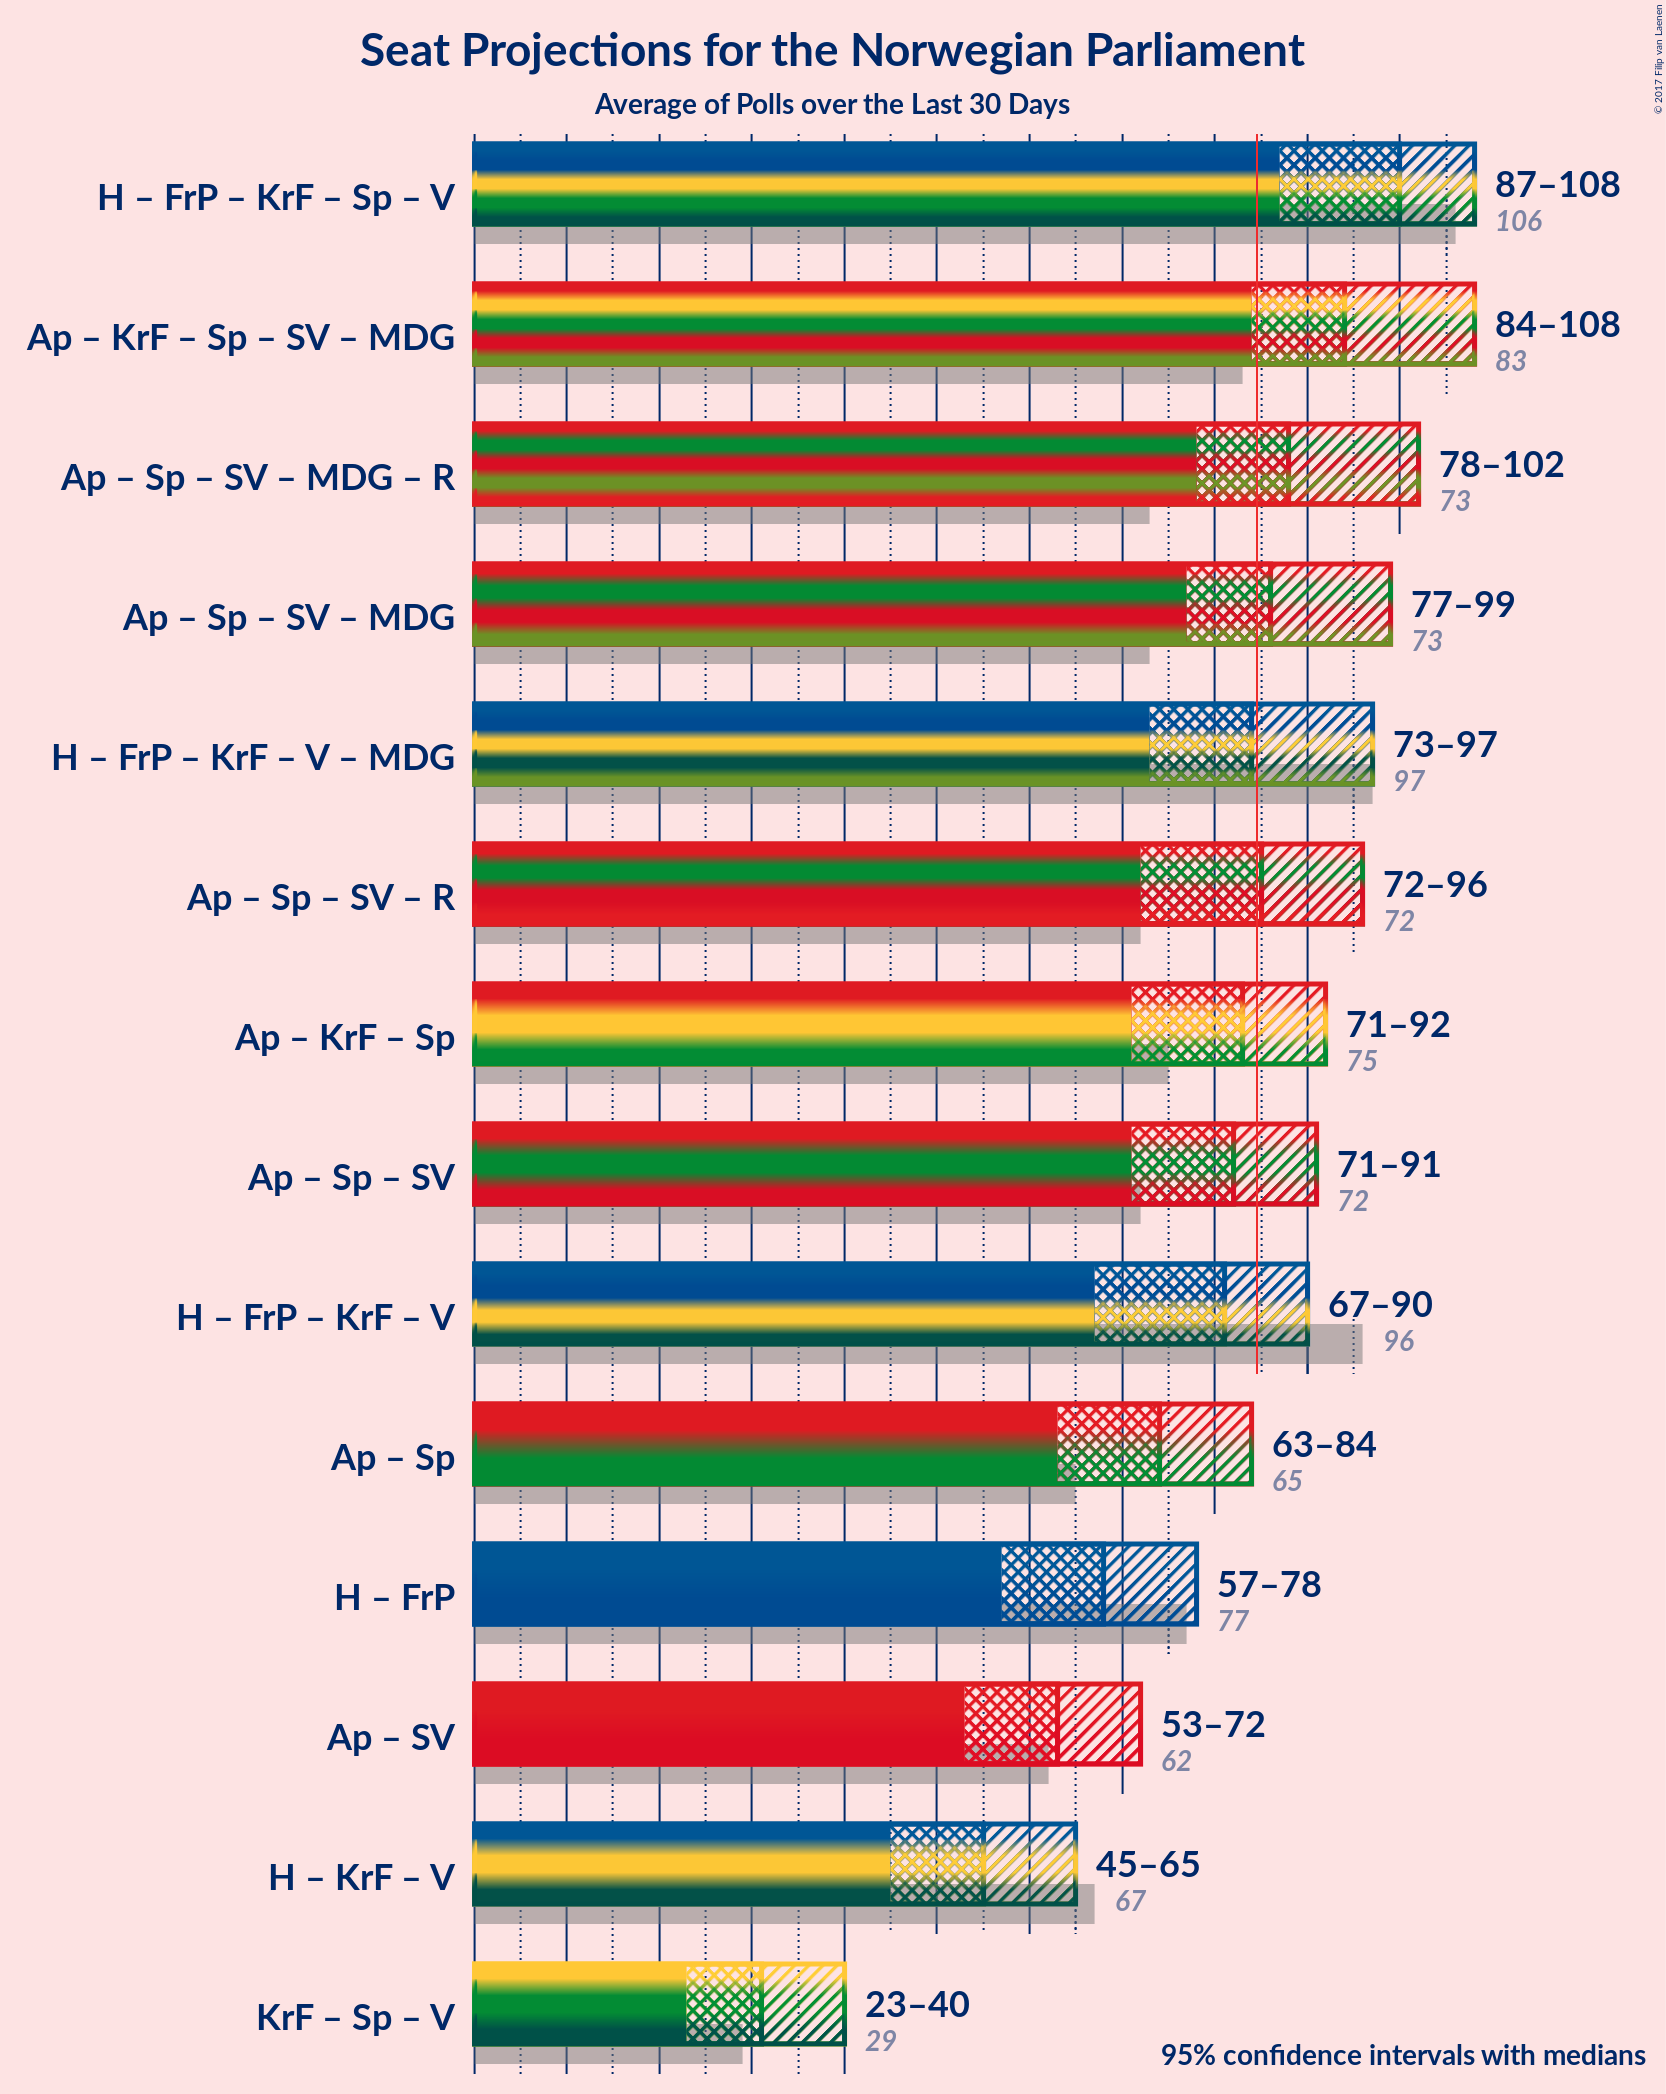 Seat Projections for the Norwegian Parliament
Average of Polls over the Last 30 Days
© 2017 Filip van Laenen
H – FrP – KrF – Sp – V
87–108
106
Ap – KrF – Sp – SV – MDG
84–108
83
Ap – Sp – SV – MDG – R
78–102
73
Ap – Sp – SV – MDG
77–99
73
H – FrP – KrF – V – MDG
73–97
97
Ap – Sp – SV – R
72–96
72
Ap – KrF – Sp
71–92
75
Ap – Sp – SV
71–91
72
H – FrP – KrF – V
67–90
96
Ap – Sp
63–84
65
H – FrP
57–78
77
Ap – SV
53–72
62
H – KrF – V
45–65
67
KrF – Sp – V
23–40
29
95% confidence intervals with medians